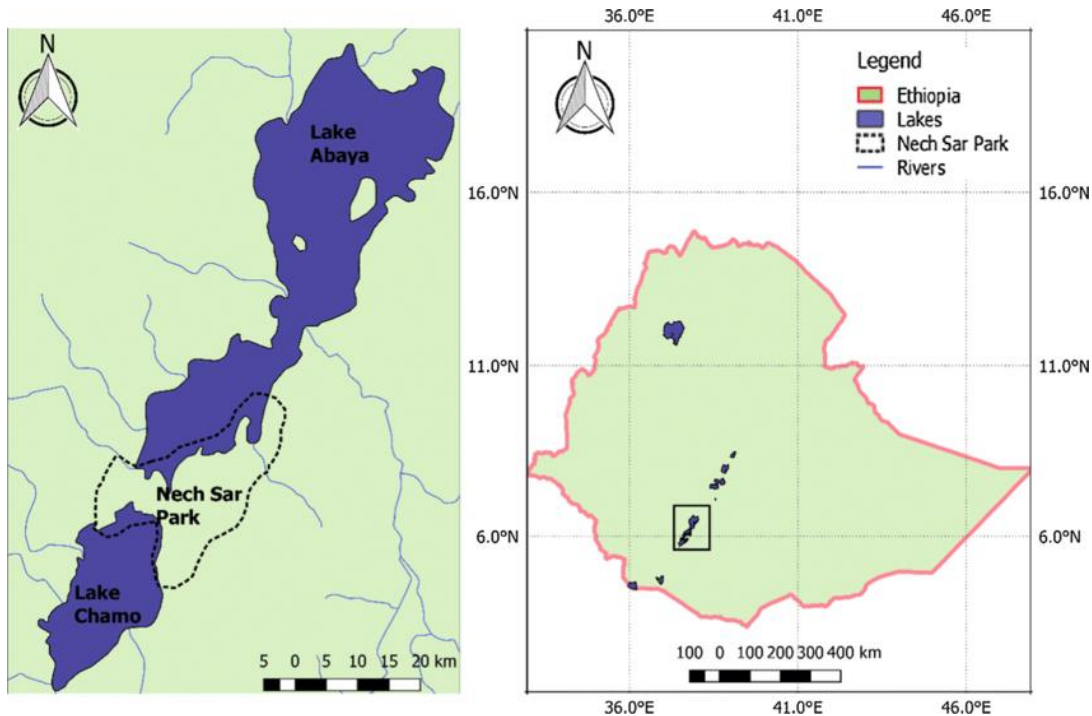 N
Lake
Abaya
Nech Sar
Park
Lake
Chamo
5 0 5 10 15 20 km
36.0°E 41.0°E 46.0°E
N
Legend
Ethiopia
Lakes
Nech Sar Park
Rivers
16.0°N 16.0°N
11.0°N 11.0°N
6.0°N 6.0°N
100 0 100 200 300 400 km
36.0°E 41.0°E 46.0°E